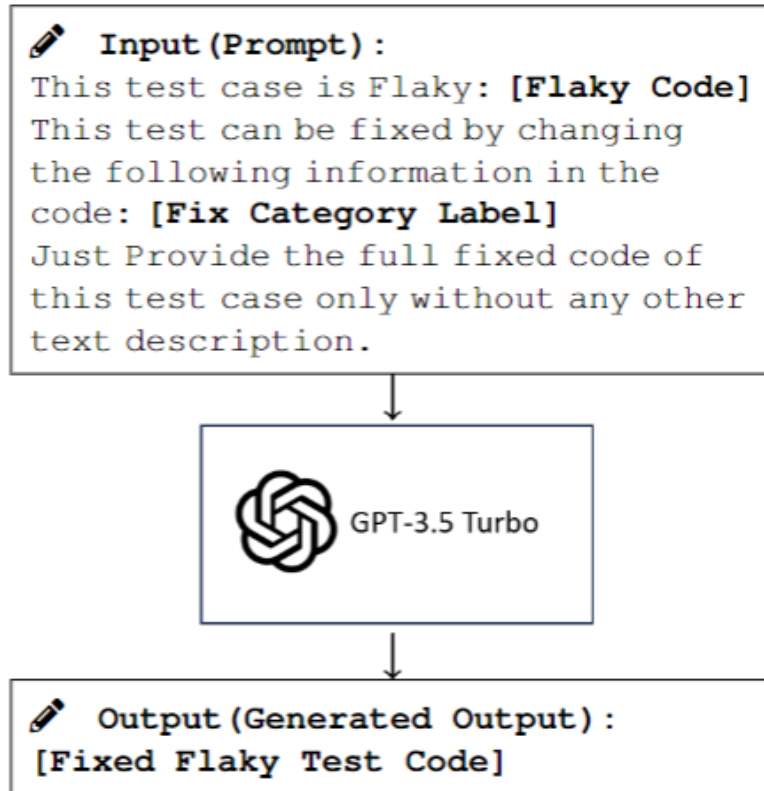 Input(Prompt):
This test case is Flaky: [Flaky Code]
This test can be fixed by changing
the following information in the
code: [Fix Category Label]
Just Provide the full fixed code of
this test case only without any other
text description.
GPT-3.5 Turbo
Output(Generated Output):
[Fixed Flaky Test Code]